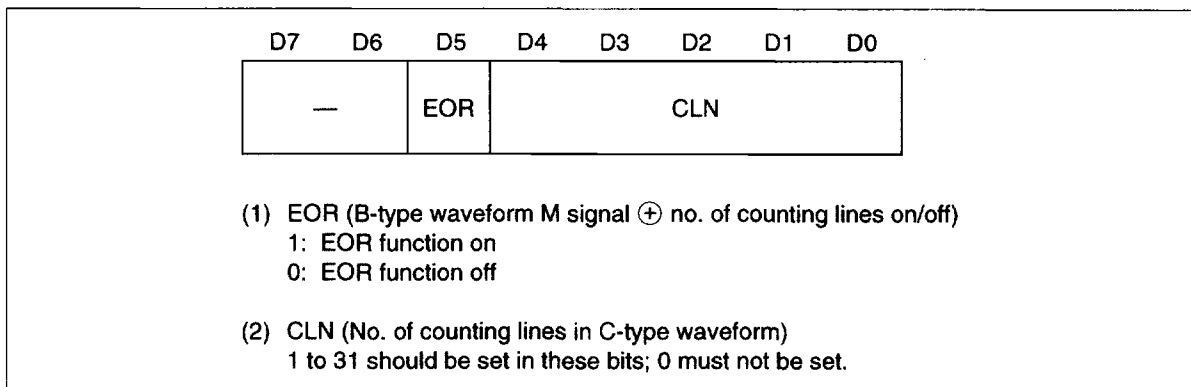 D7 D6 D5 D4 D3 D2 D1 D0
— EOR CLN
(1) EOR (B-type waveform M signal ⊕ no. of counting lines on/off)
1: EOR function on
0: EOR function off
(2) CLN (No. of counting lines in C-type waveform)
1 to 31 should be set in these bits; 0 must not be set.